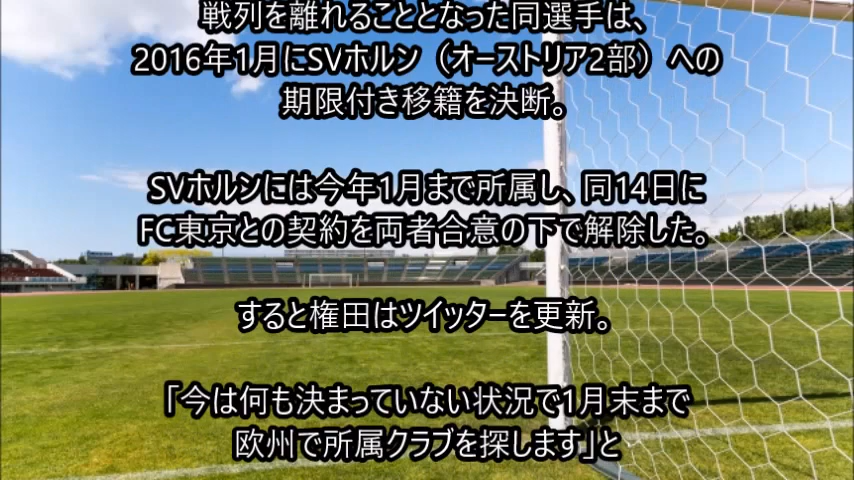 戦列を離れることとなった同選手は、
2016年1月にSVホルン（オーストリア2部）への
期限付き移籍を決断。
SVホルンには今年1月まで所属し、同14日に
FC東京との契約を両者合意の下で解除した。
すると権田はツイッターを更新。
「今は何も決まっていない状況で1月末まで
欧州で所属クラブを探します」と